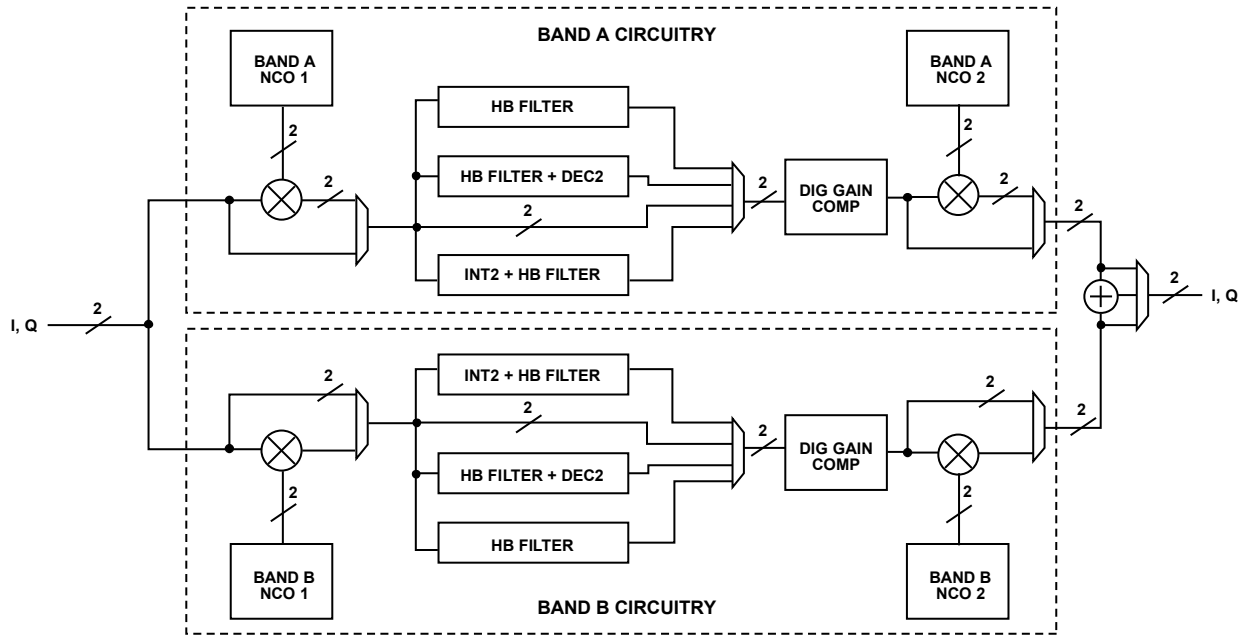 BAND A CIRCUITRY
BAND A
NCO 1
BAND A
NCO 2
2
2
HB FILTER
2
HB FILTER + DEC2
2
INT2 + HB FILTER
2
DIG GAIN
COMP
2
2
I, Q
2
2
I, Q
2
INT2 + HB FILTER
2
HB FILTER + DEC2
HB FILTER
2
DIG GAIN
COMP
2
2
2
2
BAND B
NCO 1
BAND B
NCO 2
BAND B CIRCUITRY